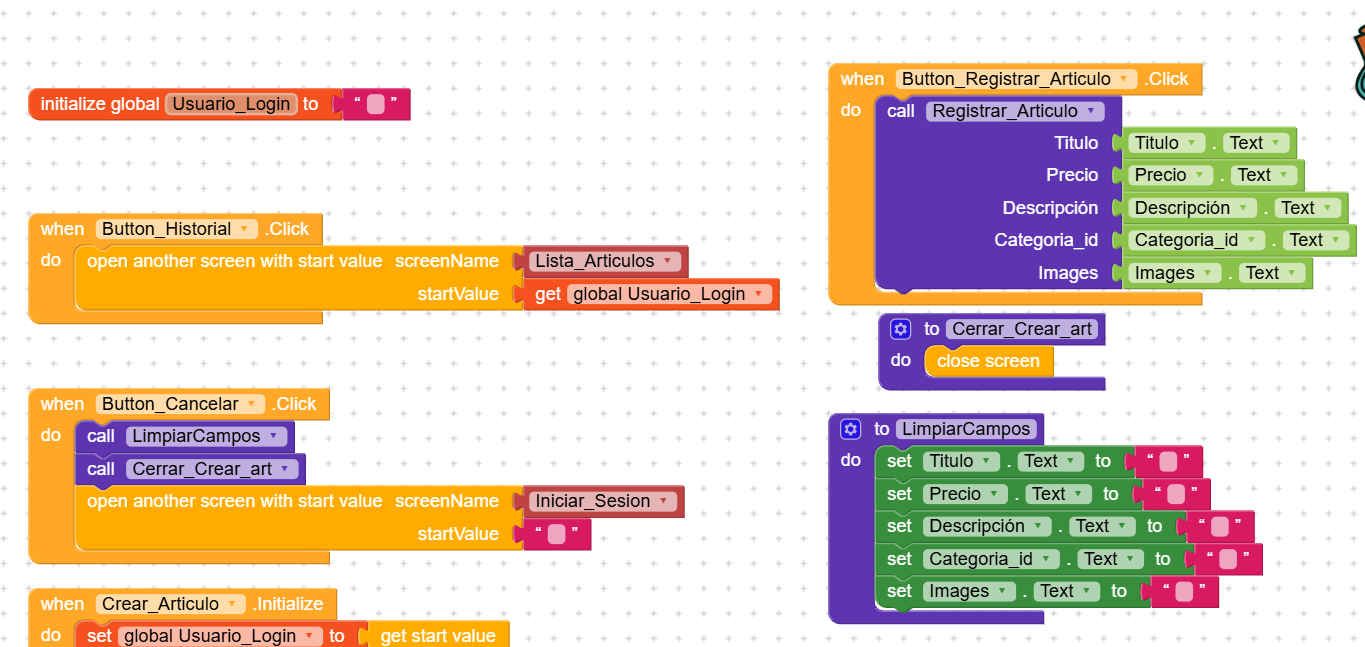 initialize global Usuario_Login to “ ”
when Button_Historial .Click
do open another screen with start value screenName Lista_Articulos
startValue get global Usuario_Login
when Button_Cancelar .Click
do call LimpiarCampos
call Cerrar_Crear_art
open another screen with start value screenName Iniciar_Sesion
startValue “ ”
when Crear_Articulo .Initialize
do set global Usuario_Login to get start value
when Button_Registrar_Articulo .Click
do call Registrar_Articulo
Titulo Titulo . Text
Precio Precio . Text
Descripción Descripción . Text
Categoria_id Categoria_id . Text
Images Images . Text
to Cerrar_Crear_art
do close screen
to LimpiarCampos
do set Titulo . Text to “ ”
set Precio . Text to “ ”
set Descripción . Text to “ ”
set Categoria_id . Text to “ ”
set Images . Text to “ ”